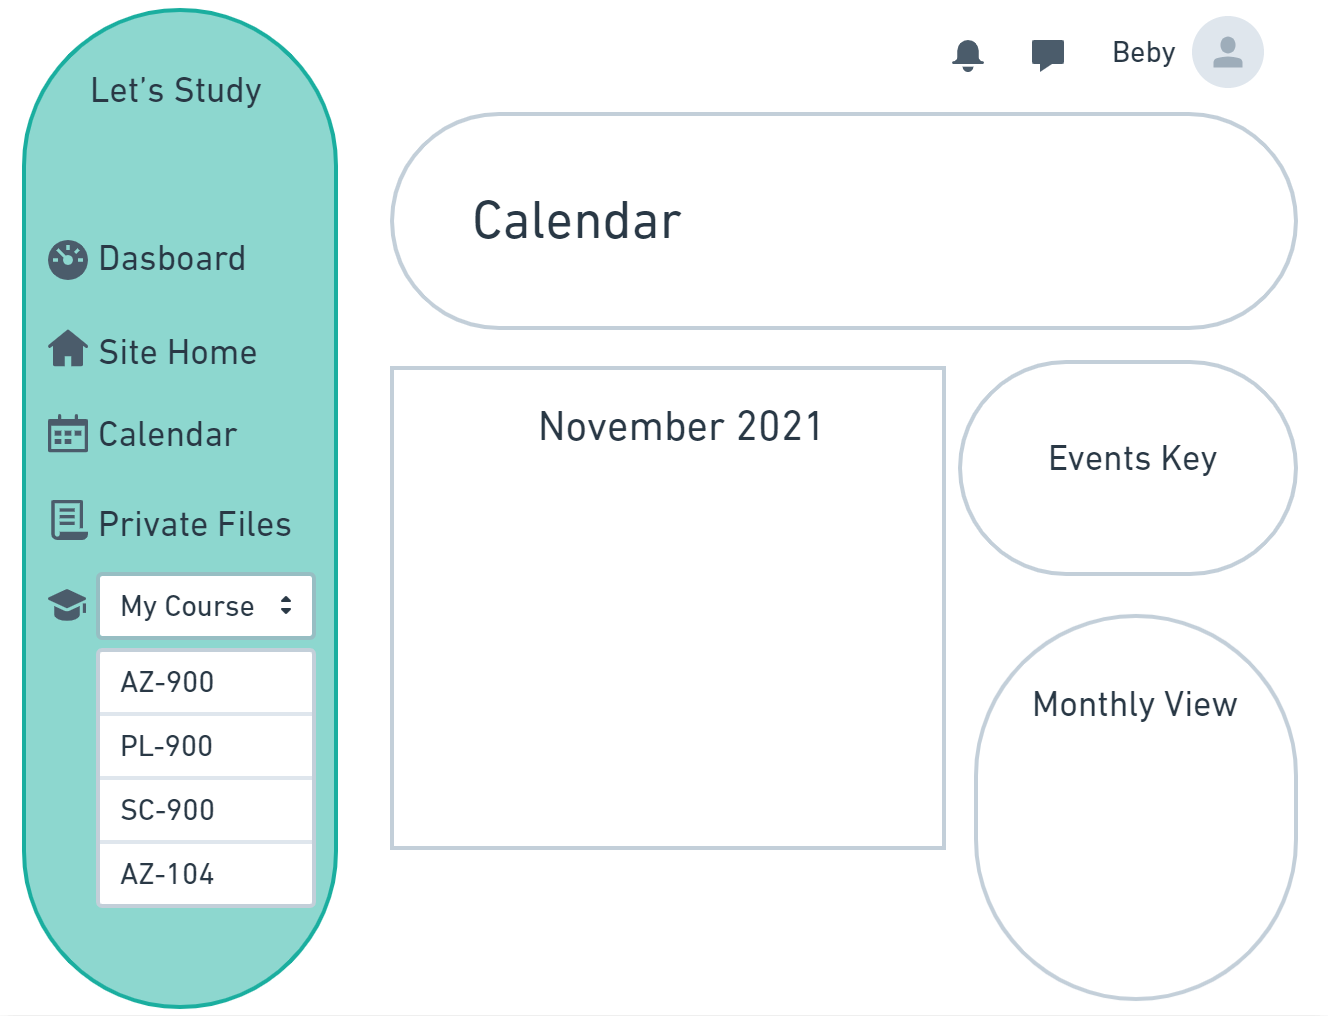 Let's Study
Dasboard
Site Home
Calendar
Private Files
My Course
AZ-900
PL-900
SC-900
AZ-104
Beby
Calendar
November 2021
Events Key
Monthly View